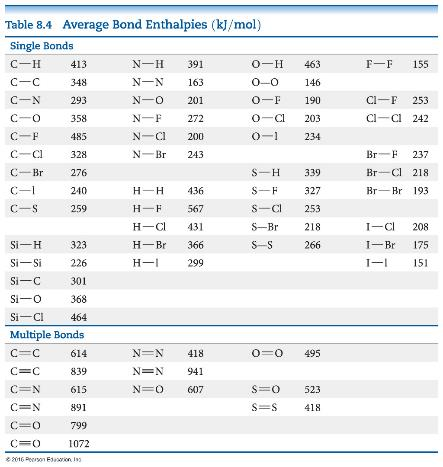 Table 8.4 Average Bond Enthalpies (kJ/mol)
Single Bonds
C—H 413 N—H 391 O—H 463 F—F 155
C—C 348 N—N 163 O—O 146
C—N 293 N—O 201 O—F 190 Cl—F 253
C—O 358 N—F 272 O—Cl 203 Cl—Cl 242
C—F 485 N—Cl 200 O—I 234
C—Cl 328 N—Br 243 Br—F 237
C—Br 276 S—H 339 Br—Cl 218
C—I 240 H—H 436 S—F 327 Br—Br 193
C—S 259 H—F 567 S—Cl 253
H—Cl 431 S—Br 218 I—Cl 208
Si—H 323 H—Br 366 S—S 266 I—Br 175
Si—Si 226 H—I 299 I—I 151
Si—C 301
Si—O 368
Si—Cl 464
Multiple Bonds
C=C 614 N=N 418 O=O 495
C≡C 839 N≡N 941
C=N 615 N=O 607 S=O 523
C≡N 891 S=S 418
C=O 799
C≡O 1072
© 2016 Pearson Education, Inc.